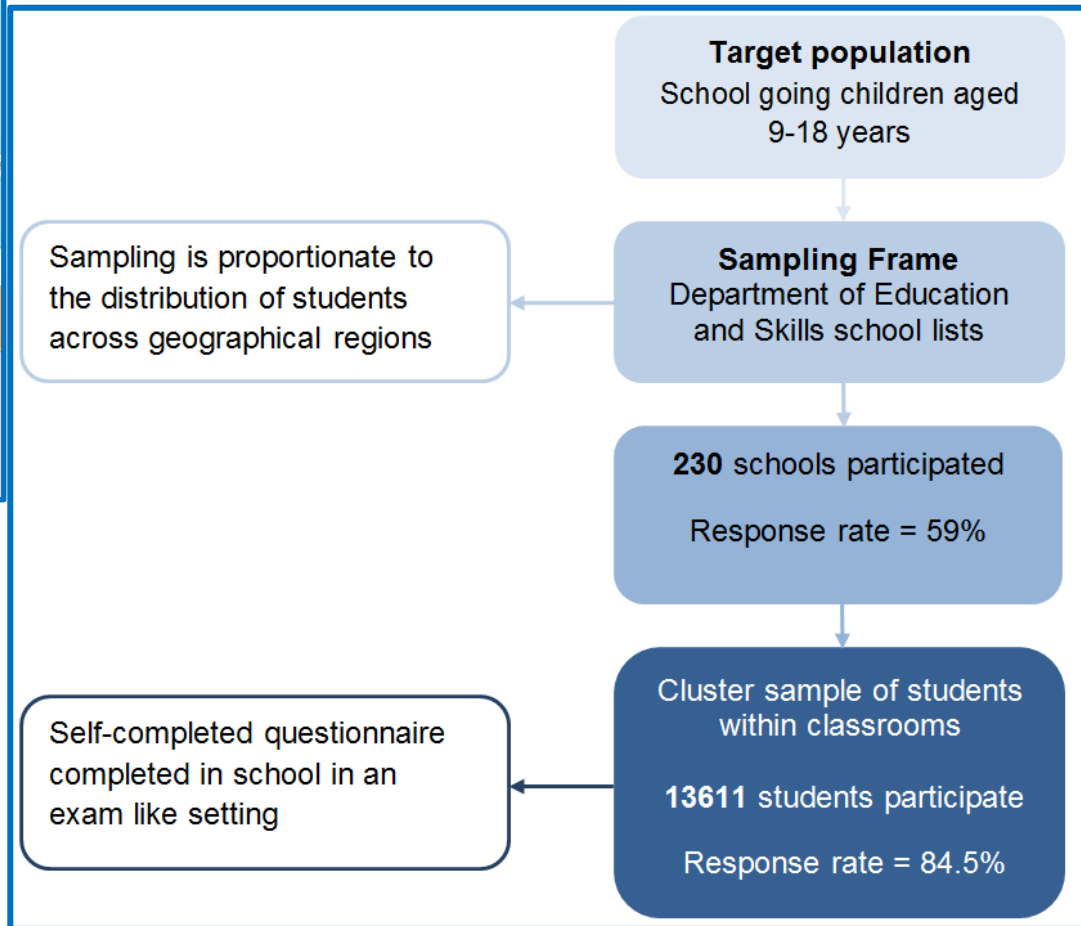 Target population
School going children aged
9-18 years
Sampling is proportionate to
the distribution of students
across geographical regions
Sampling Frame
Department of Education
and Skills school lists
230 schools participated
Response rate = 59%
Self-completed questionnaire
completed in school in an
exam like setting
Cluster sample of students
within classrooms
13611 students participate
Response rate = 84.5%